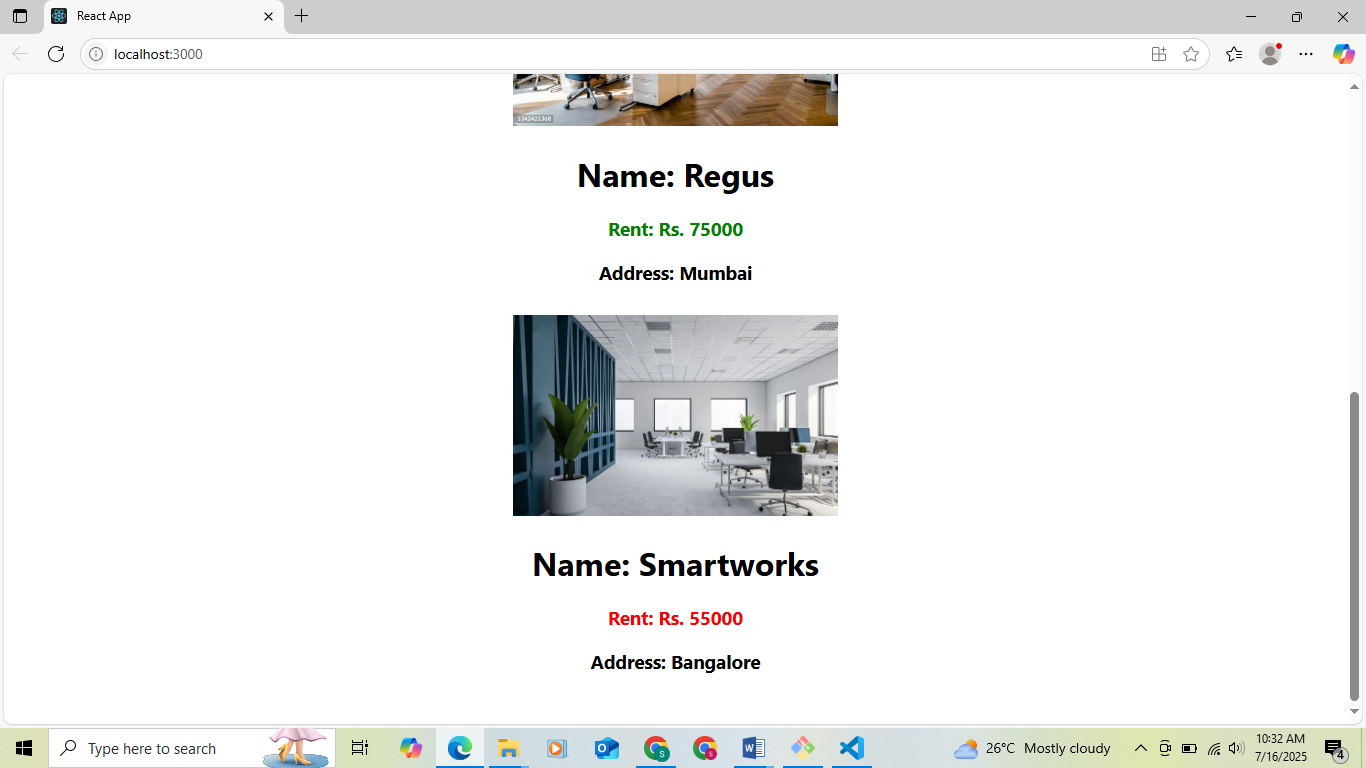 React App
localhost:3000
1342421368
Name: Regus
Rent: Rs. 75000
Address: Mumbai
Name: Smartworks
Rent: Rs. 55000
Address: Bangalore
Type here to search
26°C Mostly cloudy
10:32 AM
7/16/2025
4